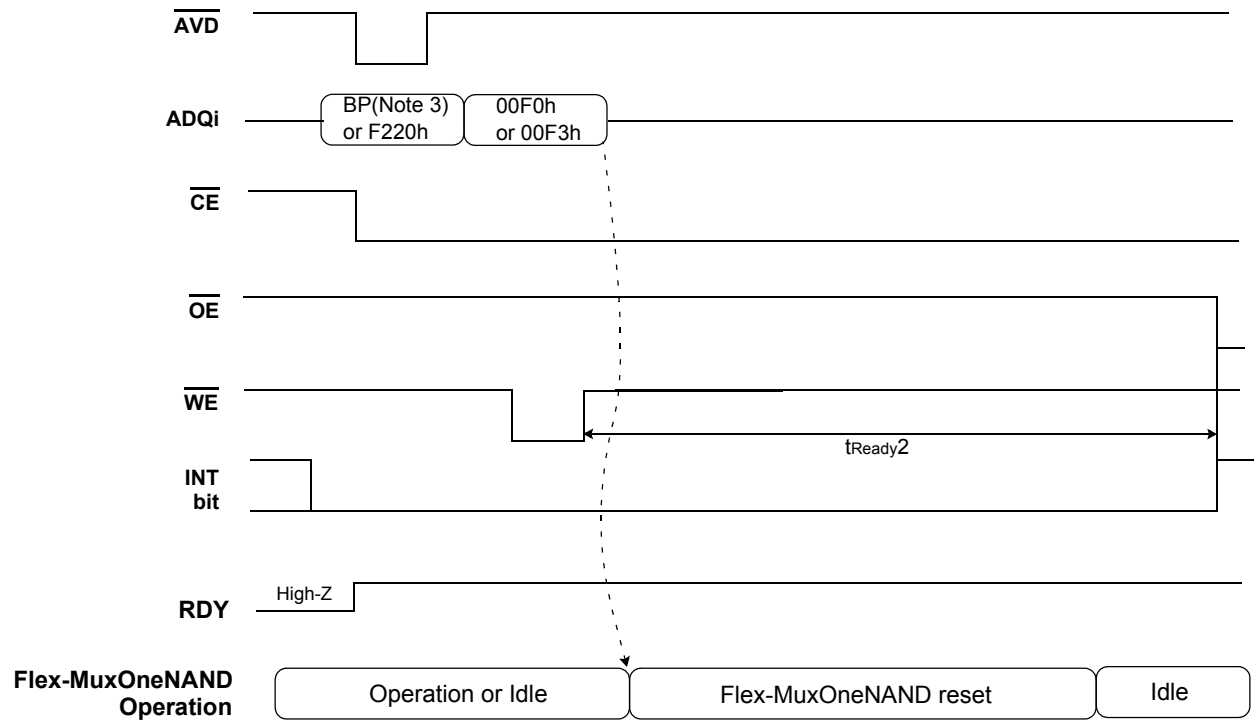 AVD
ADQi
BP(Note 3)
or F220h
00F0h
or 00F3h
CE
OE
WE
tReady2
INT
bit
High-Z
RDY
Flex-MuxOneNAND
Operation
Operation or Idle
Flex-MuxOneNAND reset
Idle